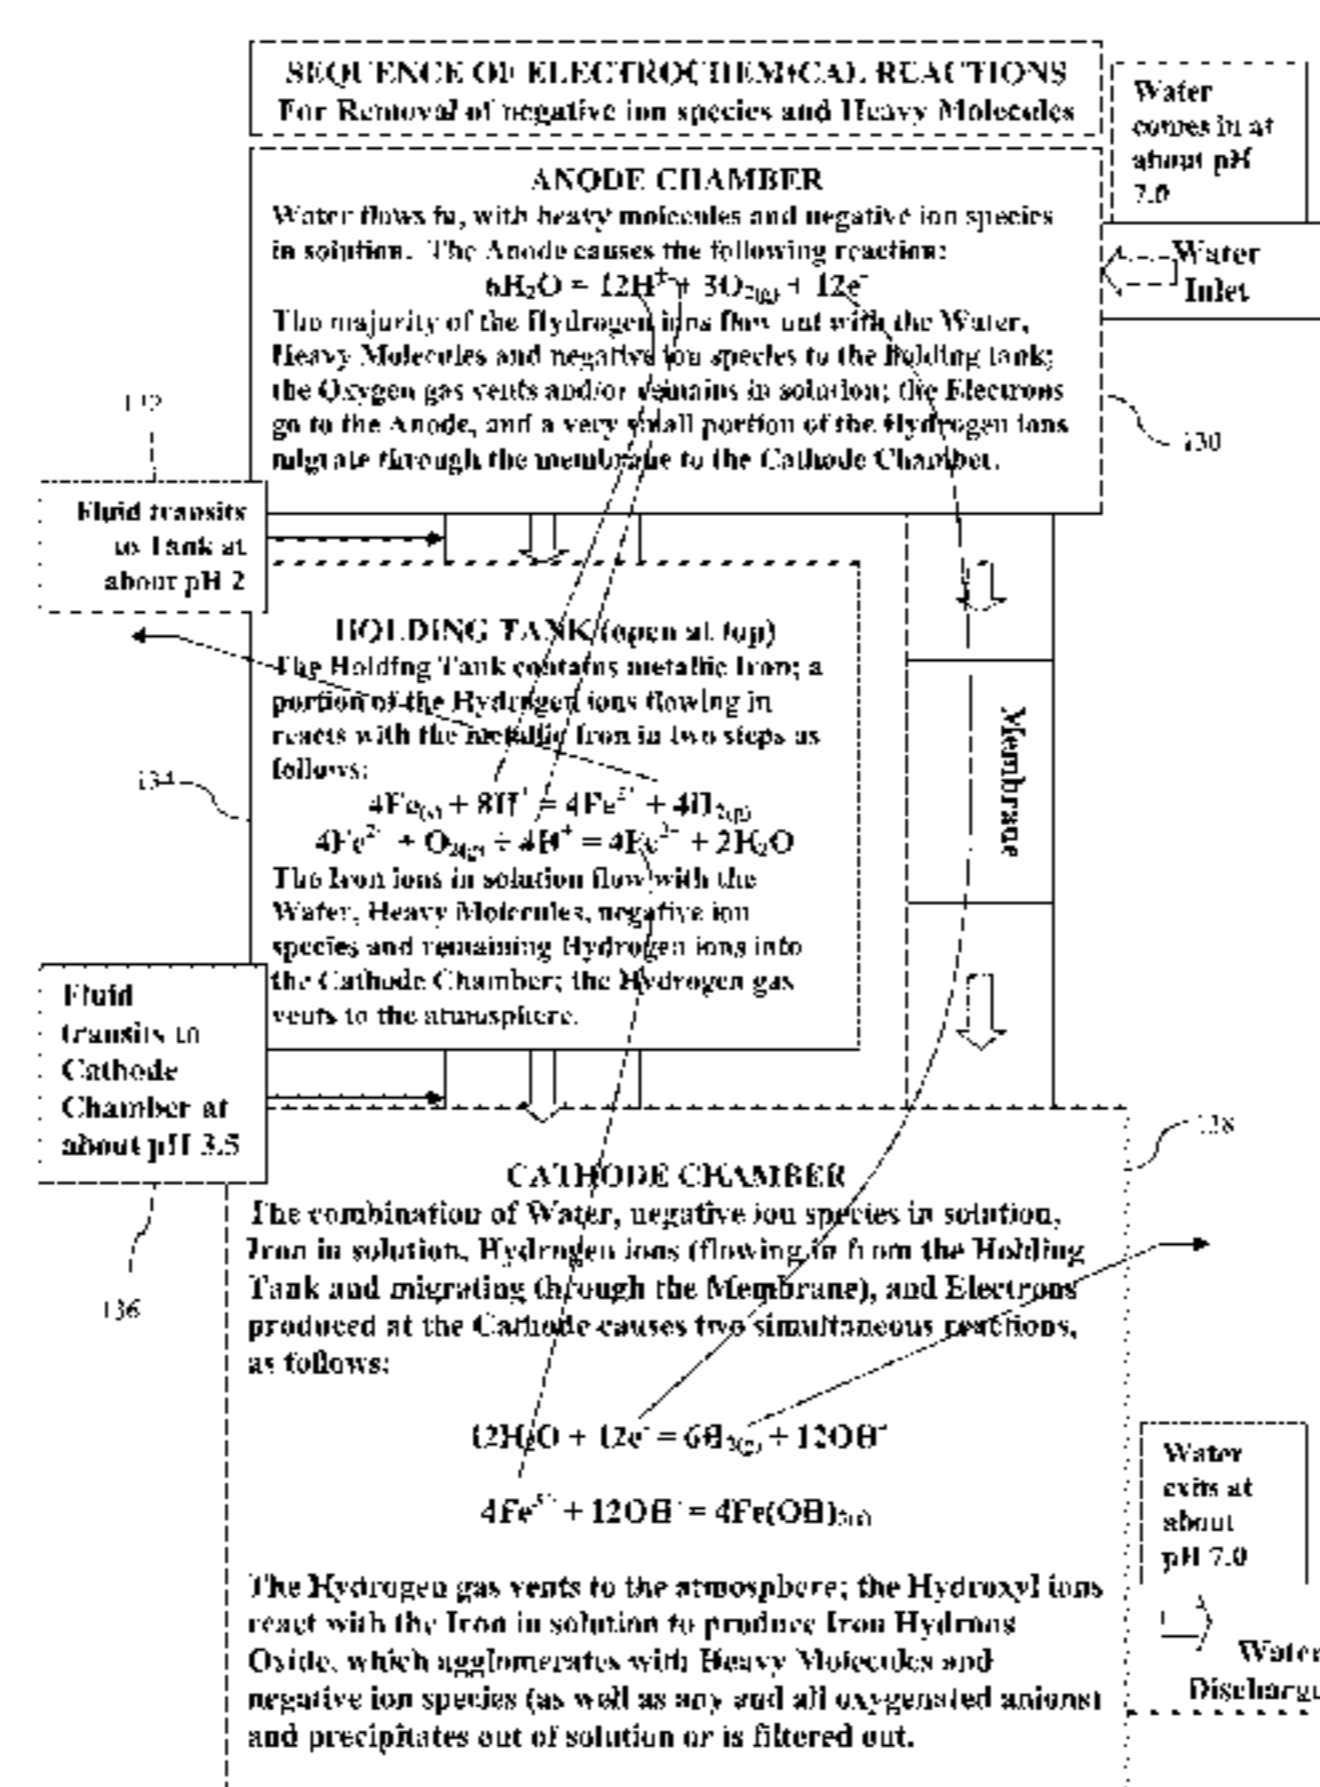 SEQUENCE OF ELECTROCHEMICAL REACTIONS
For Removal of negative ion species and Heavy Molecules
Water
comes in at
about pH
7.0
ANODE CHAMBER
Water flows in, with heavy molecules and negative ion species
in solution. The Anode causes the following reaction:
6H₂O = 12H⁺ + 3O₂₍g₎ + 12e⁻
The majority of the Hydrogen ions flow out with the Water,
Heavy Molecules and negative ion species to the holding tank;
the Oxygen gas vents and/or remains in solution; the Electrons
go to the Anode, and a very small portion of the Hydrogen ions
migrate through the membrane to the Cathode Chamber.
Water
Inlet
130
132
Fluid transits
to Tank at
about pH 2
HOLDING TANK (open at top)
The Holding Tank contains metallic Iron; a
portion of the Hydrogen ions flowing in
reacts with the metallic Iron in two steps as
follows:
4Fe₍s₎ + 8H⁺ = 4Fe²⁺ + 4H₂₍g₎
4Fe²⁺ + O₂₍g₎ + 4H⁺ = 4Fe + 2H₂O
The Iron ions in solution flow with the
Water, Heavy Molecules, negative ion
species and remaining Hydrogen ions into
the Cathode Chamber; the Hydrogen gas
vents to the atmosphere.
134
Membrane
Fluid
transits to
Cathode
Chamber at
about pH 3.5
136
138
CATHODE CHAMBER
The combination of Water, negative ion species in solution,
Iron in solution, Hydrogen ions (flowing in from the Holding
Tank and migrating through the Membrane), and Electrons
produced at the Cathode causes two simultaneous reactions,
as follows:
12H₂O + 12e⁻ = 6H₂₍g₎ + 12OH⁻
4Fe³⁺ + 12OH⁻ = 4Fe(OH)₃₍s₎
The Hydrogen gas vents to the atmosphere; the Hydroxyl ions
react with the Iron in solution to produce Iron Hydrous
Oxide, which agglomerates with Heavy Molecules and
negative ion species (as well as any and all oxygenated anions)
and precipitates out of solution or is filtered out.
Water
exits at
about
pH 7.0
Water